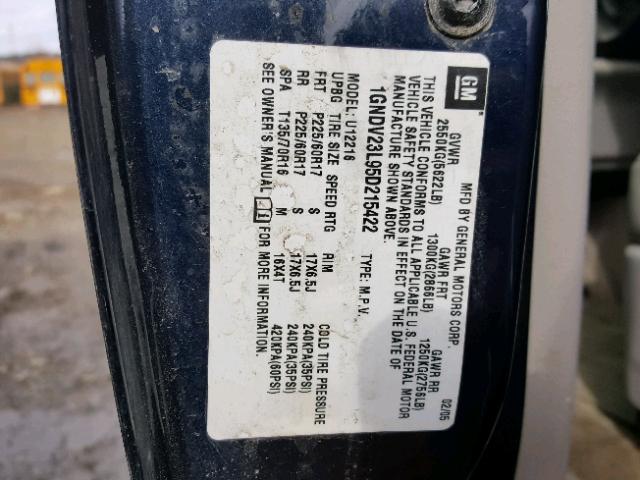 GM
MFD BY GENERAL MOTORS CORP. 02/05
GVWR GAWR FRT GAWR RR
2550KG(5622LB) 1300KG(2866LB) 1250KG(2756LB)
THIS VEHICLE CONFORMS TO ALL APPLICABLE U.S. FEDERAL MOTOR
VEHICLE SAFETY STANDARDS IN EFFECT ON THE DATE OF
MANUFACTURE SHOWN ABOVE.
1GNDV23L95D215422 TYPE: M.P.V.
MODEL: U12216
UPBG TIRE SIZE SPEED RTG RIM COLD TIRE PRESSURE
FRT P225/60R17 S 17X6.5J 240KPA(35PSI)
RR P225/60R17 S 17X6.5J 240KPA(35PSI)
SPA T135/70R16 M 16X4T 420KPA(60PSI)
SEE OWNER'S MANUAL FOR MORE INFORMATION.